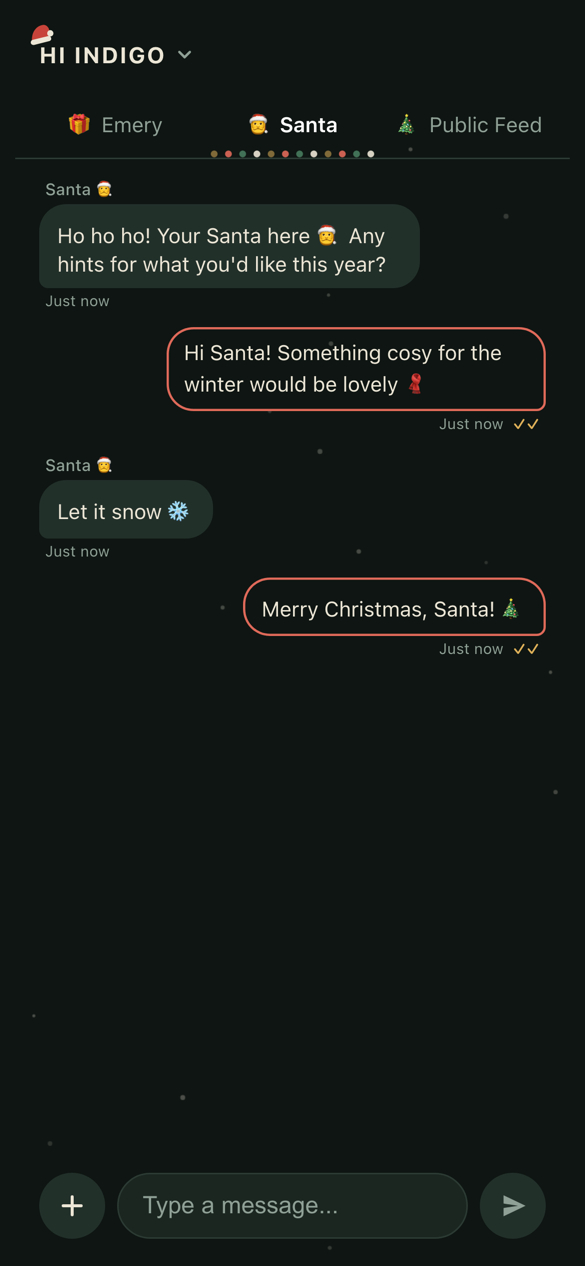 HI INDIGO
🎁 Emery
🧑‍🎄 Santa
🎄 Public Feed
Santa 🧑‍🎄
Ho ho ho! Your Santa here 🧑‍🎄 Any
hints for what you'd like this year?
Just now
Hi Santa! Something cosy for the
winter would be lovely 🧣
Just now
Santa 🧑‍🎄
Let it snow ❄️
Just now
Merry Christmas, Santa! 🎄
Just now
Type a message...